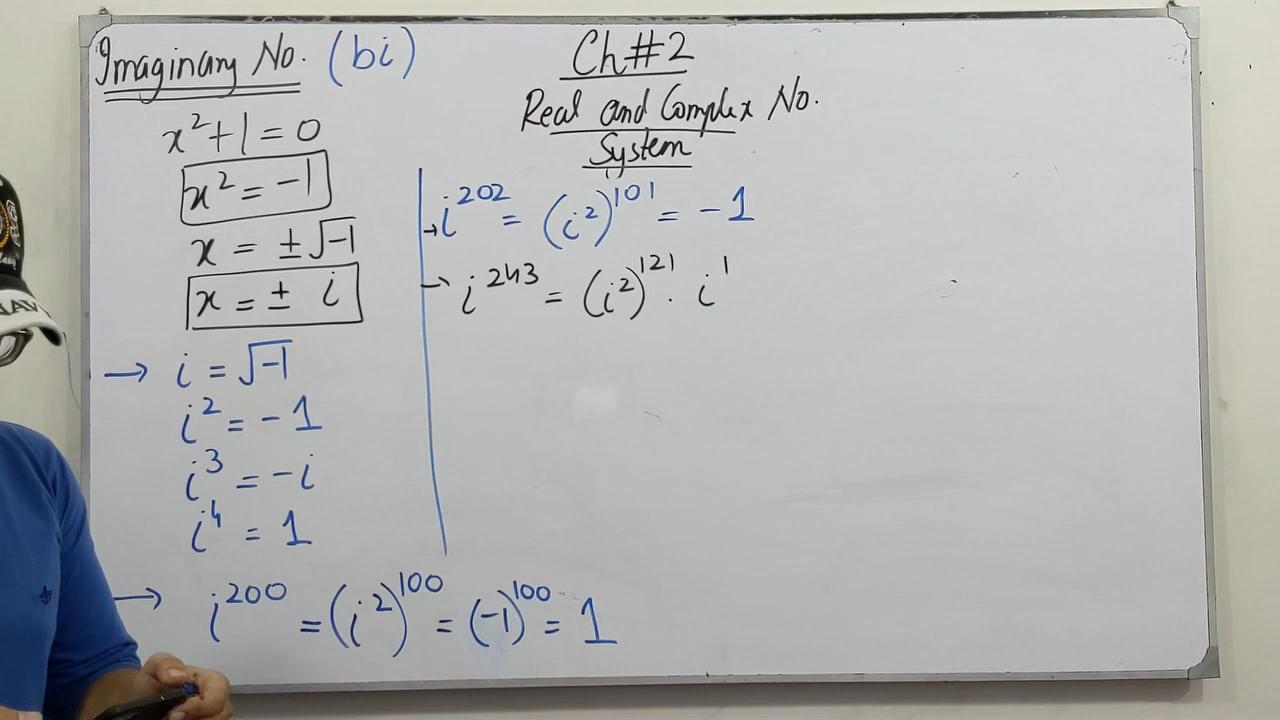 Imaginary No. (bi)
x²+1=0
x² = -1
x = ±√-1
x = ± i
→ i = √-1
i² = -1
i³ = -i
i⁴ = 1
→ i²⁰⁰ = (i²)¹⁰⁰ = (-1)¹⁰⁰ = 1
Ch#2
Real and Complex No.
System
→ i²⁰² = (i²)¹⁰¹ = -1
→ i²⁴³ = (i²)¹²¹ . i¹
NAVY